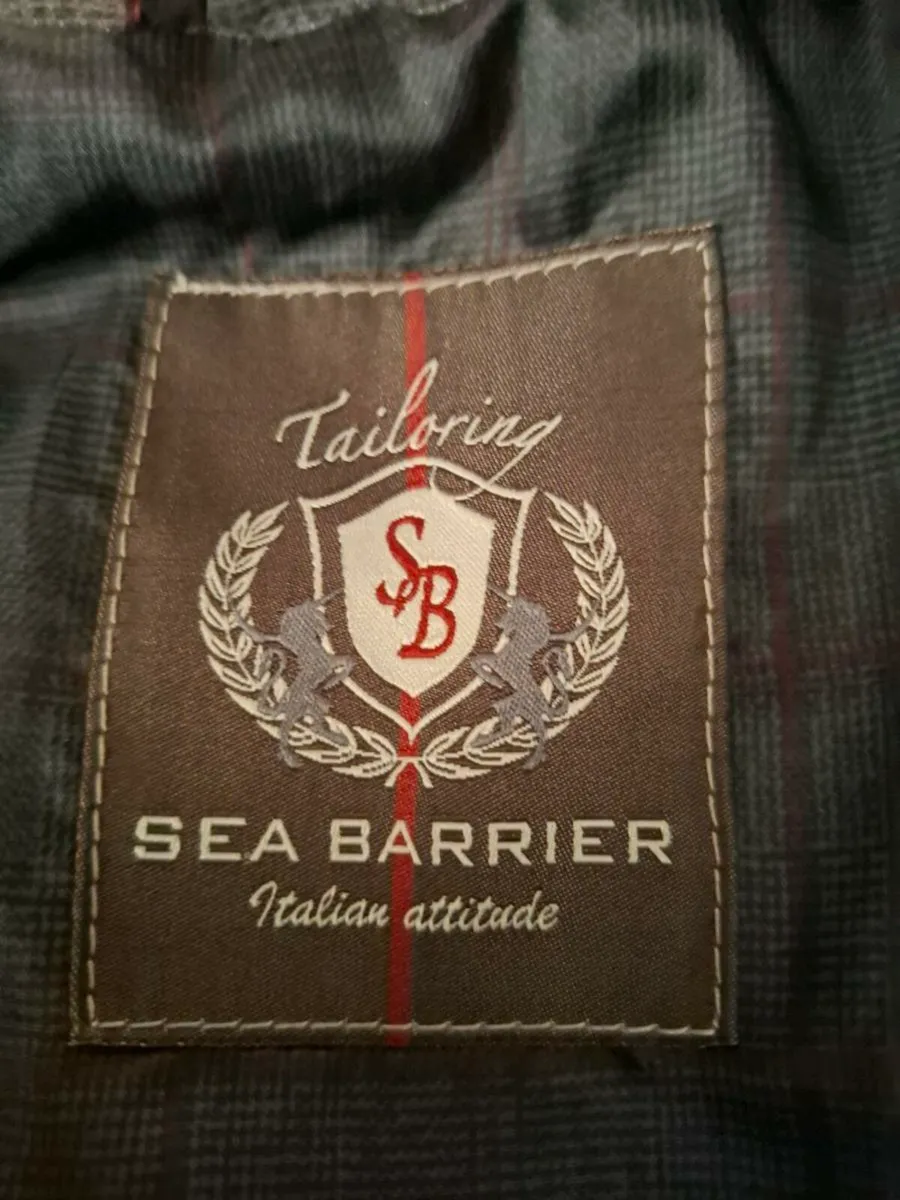 Tailoring
SB
SEA BARRIER
Italian attitude